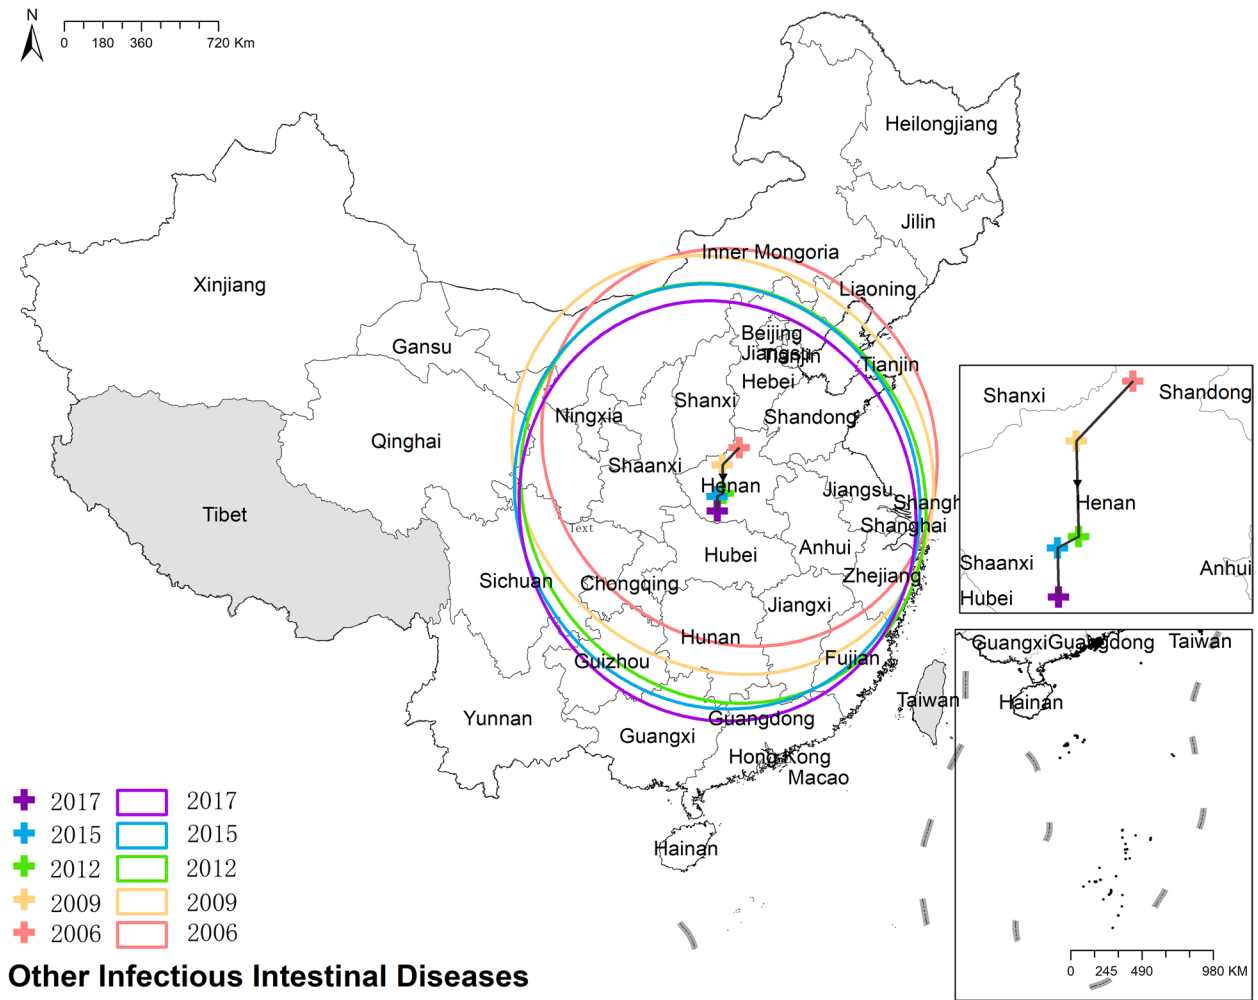 N
0 180 360 720 Km
Heilongjiang
Jilin
Inner Mongoria
Liaoning
Xinjiang
Gansu
Beijing
Jiangsu
Tianjin
Tianjin
Hebei
Shanxi
Ningxia
Shandong
Qinghai
Shaanxi
Henan
Jiangsu
Shangh
Shanghai
Text
Tibet
Hubei
Anhui
Sichuan
Chongqing
Zhejiang
Jiangxi
Hunan
Guizhou
Fujian
Taiwan
Yunnan
Guangdong
Guangxi
Hong Kong
Macao
Hainan
Shanxi
Shandong
Henan
Shaanxi
Anhui
Hubei
Guangxi
Guangdong
Taiwan
Hainan
0 245 490 980 KM
2017 2017
2015 2015
2012 2012
2009 2009
2006 2006
Other Infectious Intestinal Diseases